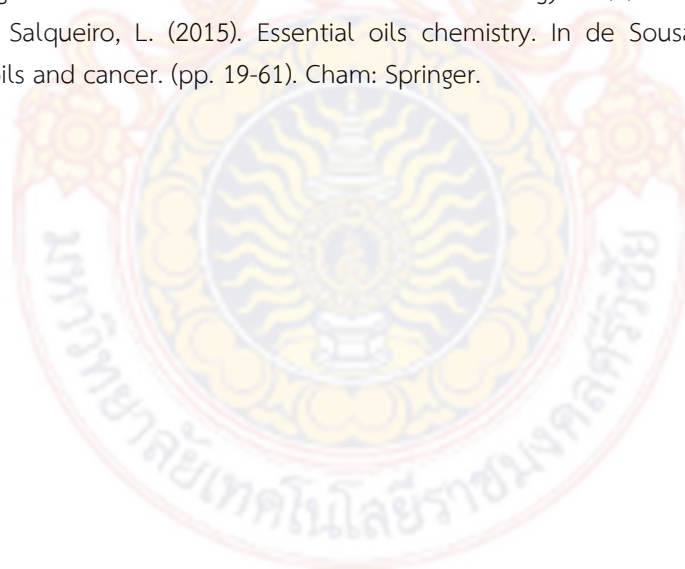 Salqueiro, L. (2015). Essential oils chemistry. In de Sousa
oils and cancer. (pp. 19-61). Cham: Springer.
มหาวิทยาลัยเทคโนโลยีราชมงคลศรีวิชัย